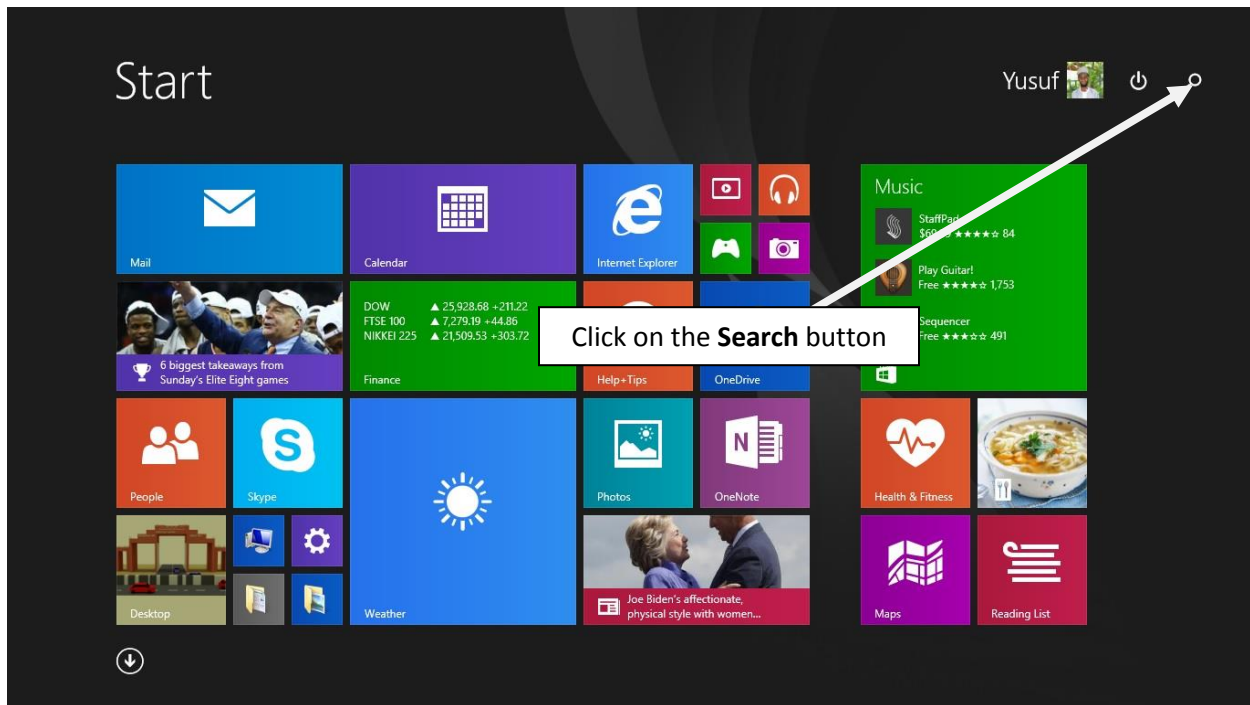 Start
Yusuf
Mail
Calendar
Internet Explorer
Music
StaffPad
★★★★☆ 84
Play Guitar!
Free ★★★★☆ 1,753
Sequencer
Free ★★★☆☆ 491
6 biggest takeaways from
Sunday's Elite Eight games
DOW ▲ 25,928.68 +211.22
FTSE 100 ▲ 7,279.19 +44.86
NIKKEI 225 ▲ 21,509.53 +303.72
Finance
Click on the Search button
Help+Tips
OneDrive
People
Skype
S
Weather
Photos
N
OneNote
Health & Fitness
Desktop
Joe Biden's affectionate,
physical style with women...
Maps
Reading List